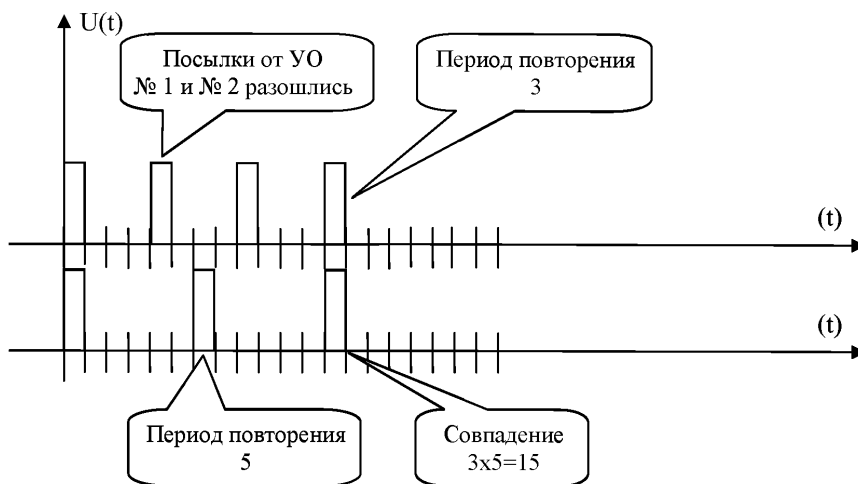 U(t)
Посылки от УО
№ 1 и № 2 разошлись
Период повторения
3
(t)
(t)
Период повторения
5
Совпадение
3х5=15